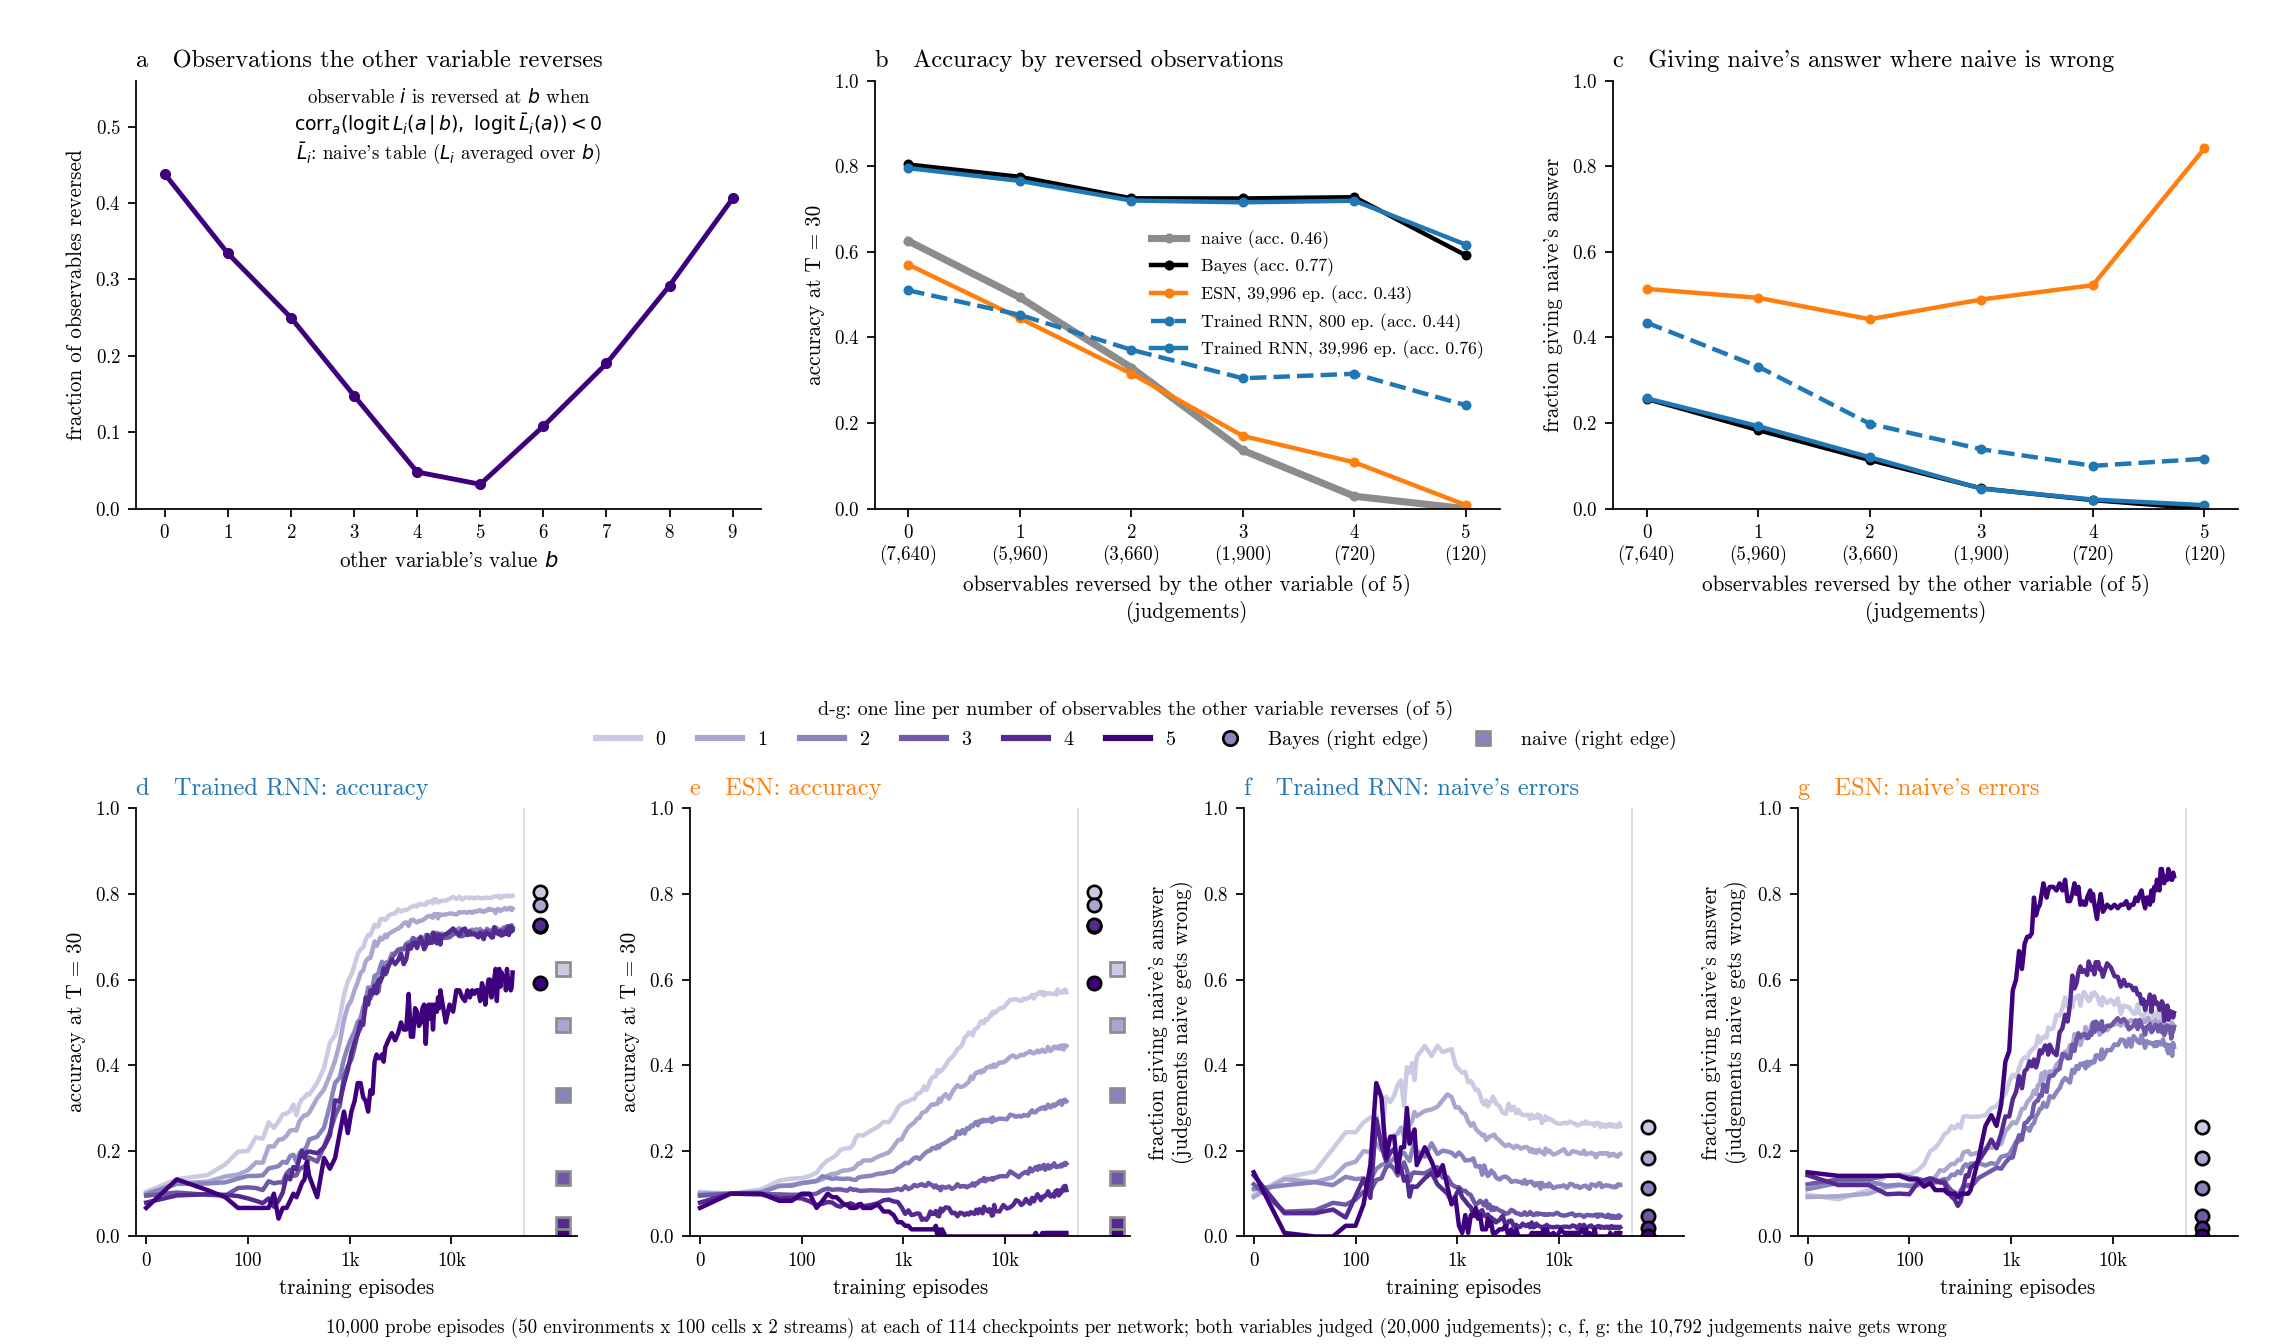 a Observations the other variable reverses
observable i is reversed at b when
corr_a(logit L_i(a | b), logit L̄_i(a)) < 0
L̄_i: naive's table (L_i averaged over b)
fraction of observables reversed
0.5
0.4
0.3
0.2
0.1
0.0
0 1 2 3 4 5 6 7 8 9
other variable's value b
b Accuracy by reversed observations
accuracy at T = 30
1.0
0.8
0.6
0.4
0.2
0.0
naive (acc. 0.46)
Bayes (acc. 0.77)
ESN, 39,996 ep. (acc. 0.43)
Trained RNN, 800 ep. (acc. 0.44)
Trained RNN, 39,996 ep. (acc. 0.76)
0 1 2 3 4 5
(7,640) (5,960) (3,660) (1,900) (720) (120)
observables reversed by the other variable (of 5)
(judgements)
c Giving naive's answer where naive is wrong
fraction giving naive's answer
1.0
0.8
0.6
0.4
0.2
0.0
0 1 2 3 4 5
(7,640) (5,960) (3,660) (1,900) (720) (120)
observables reversed by the other variable (of 5)
(judgements)
d-g: one line per number of observables the other variable reverses (of 5)
0 1 2 3 4 5 Bayes (right edge) naive (right edge)
d Trained RNN: accuracy
accuracy at T = 30
1.0
0.8
0.6
0.4
0.2
0.0
0 100 1k 10k
training episodes
e ESN: accuracy
accuracy at T = 30
1.0
0.8
0.6
0.4
0.2
0.0
0 100 1k 10k
training episodes
f Trained RNN: naive's errors
fraction giving naive's answer
(judgements naive gets wrong)
1.0
0.8
0.6
0.4
0.2
0.0
0 100 1k 10k
training episodes
g ESN: naive's errors
fraction giving naive's answer
(judgements naive gets wrong)
1.0
0.8
0.6
0.4
0.2
0.0
0 100 1k 10k
training episodes
10,000 probe episodes (50 environments x 100 cells x 2 streams) at each of 114 checkpoints per network; both variables judged (20,000 judgements); c, f, g: the 10,792 judgements naive gets wrong